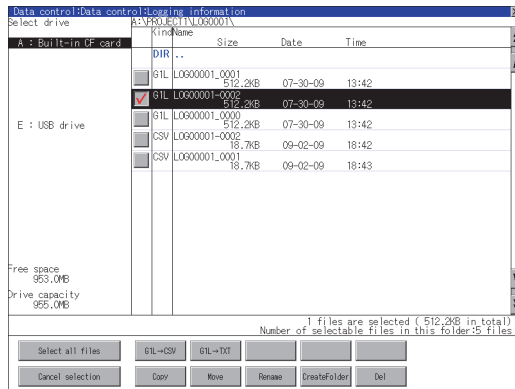 Data control:Data control:Logging information
Select drive
A:\PROJECT1\LOG0001\
Kind Name
Size Date Time
A : Built-in CF card
DIR ..
G1L LOG00001_0001
512.2KB 07-30-09 13:42
G1L LOG00001-0002
512.2KB 07-30-09 13:42
G1L LOG00001_0000
512.2KB 07-30-09 13:42
E : USB drive
CSV LOG00001-0002
18.7KB 09-02-09 18:42
CSV LOG00001_0001
18.7KB 09-02-09 18:43
Free space
953.0MB
Drive capacity
955.0MB
1 files are selected ( 512.2KB in total)
Number of selectable files in this folder:5 files
Select all files G1L→CSV G1L→TXT
Cancel selection Copy Move Rename CreateFolder Del